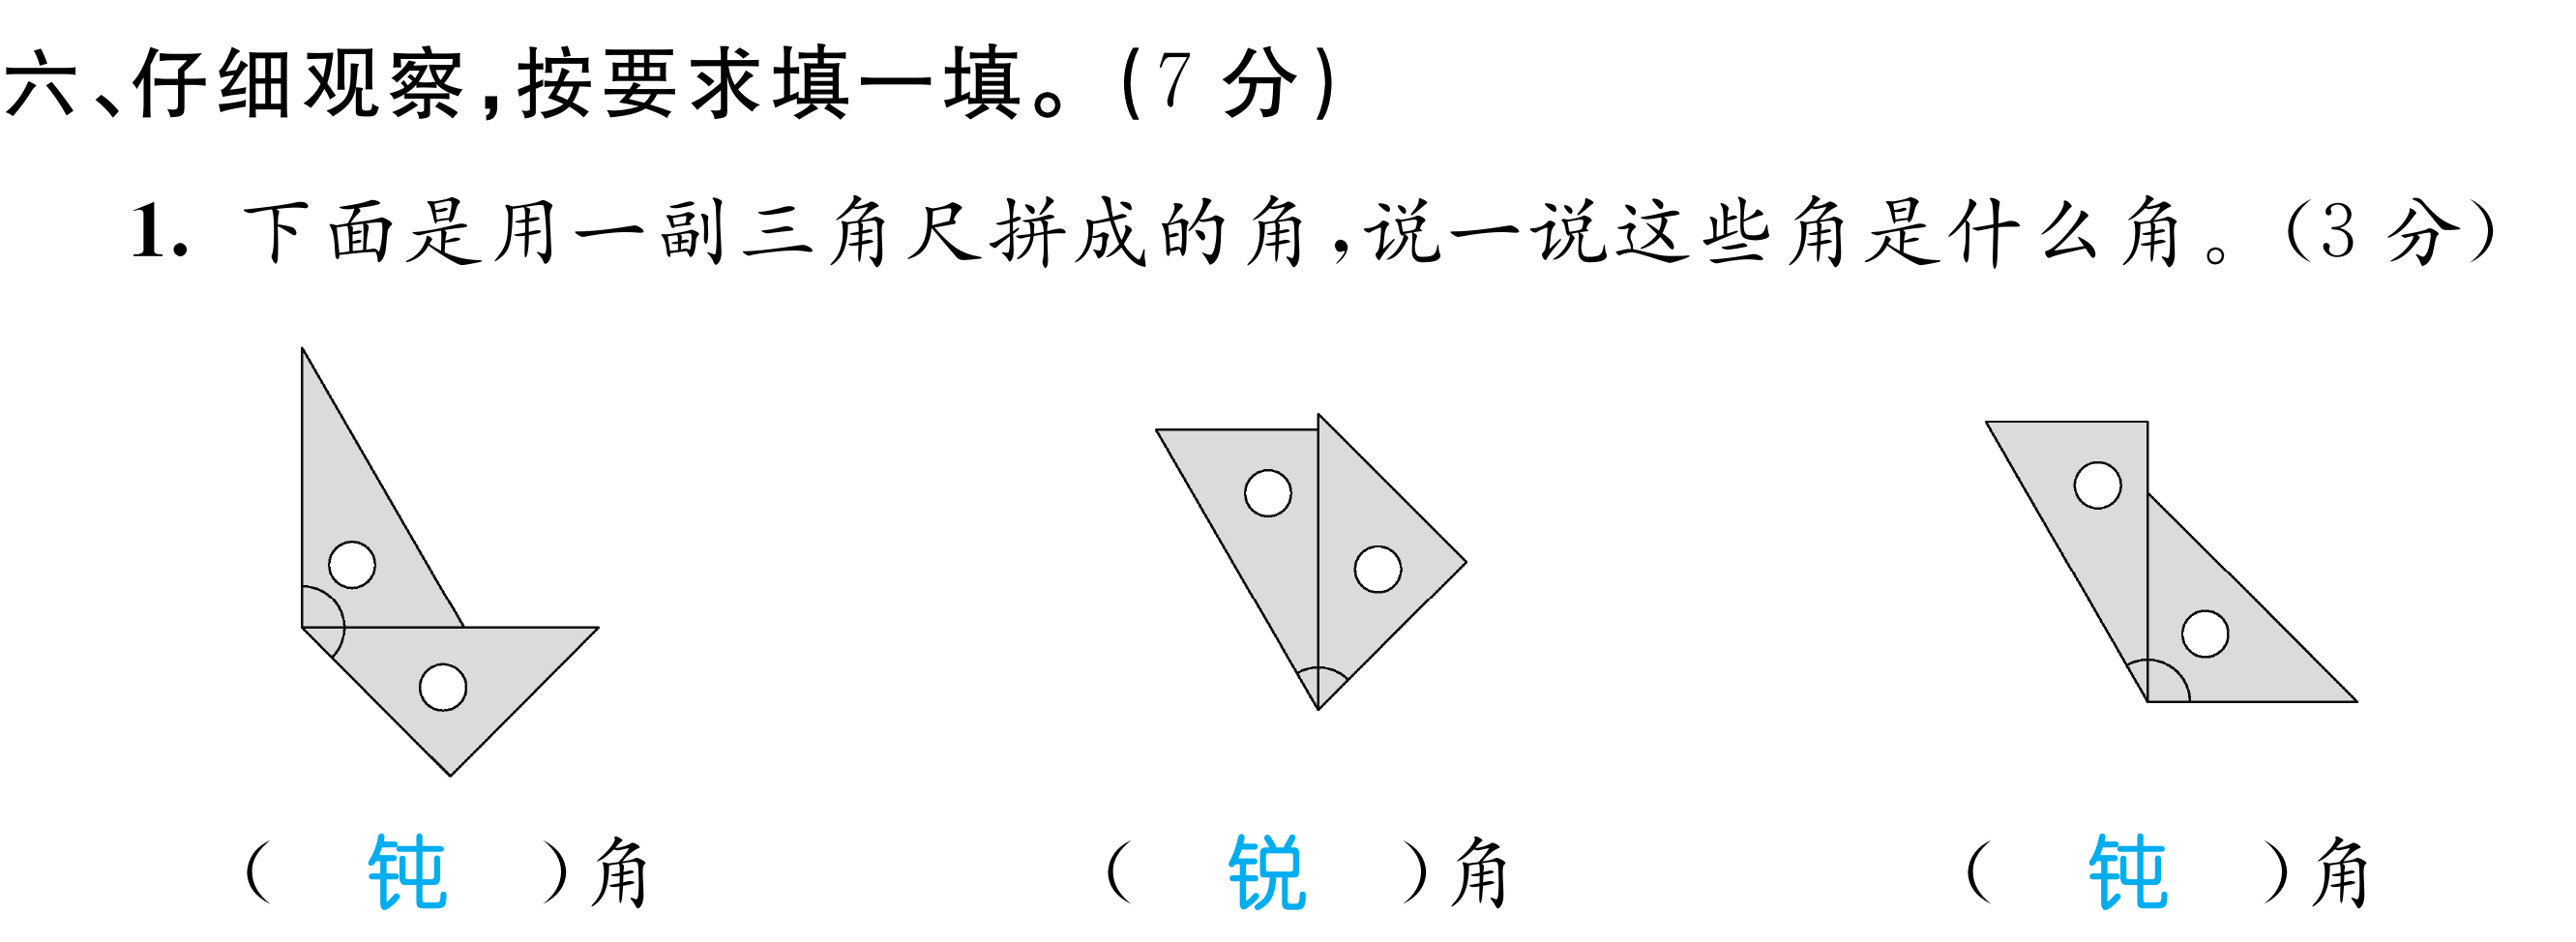 六、仔细观察,按要求填一填。(7 分)
1. 下面是用一副三角尺拼成的角,说一说这些角是什么角。(3 分)
( 钝 )角 ( 锐 )角 ( 钝 )角